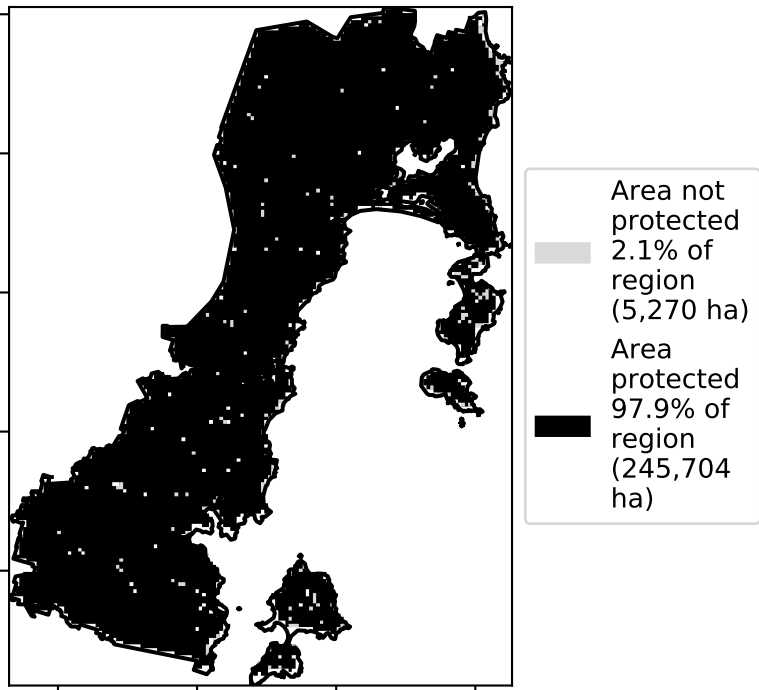 Area not
protected
2.1% of
region
(5,270 ha)
Area
protected
97.9% of
region
(245,704
ha)